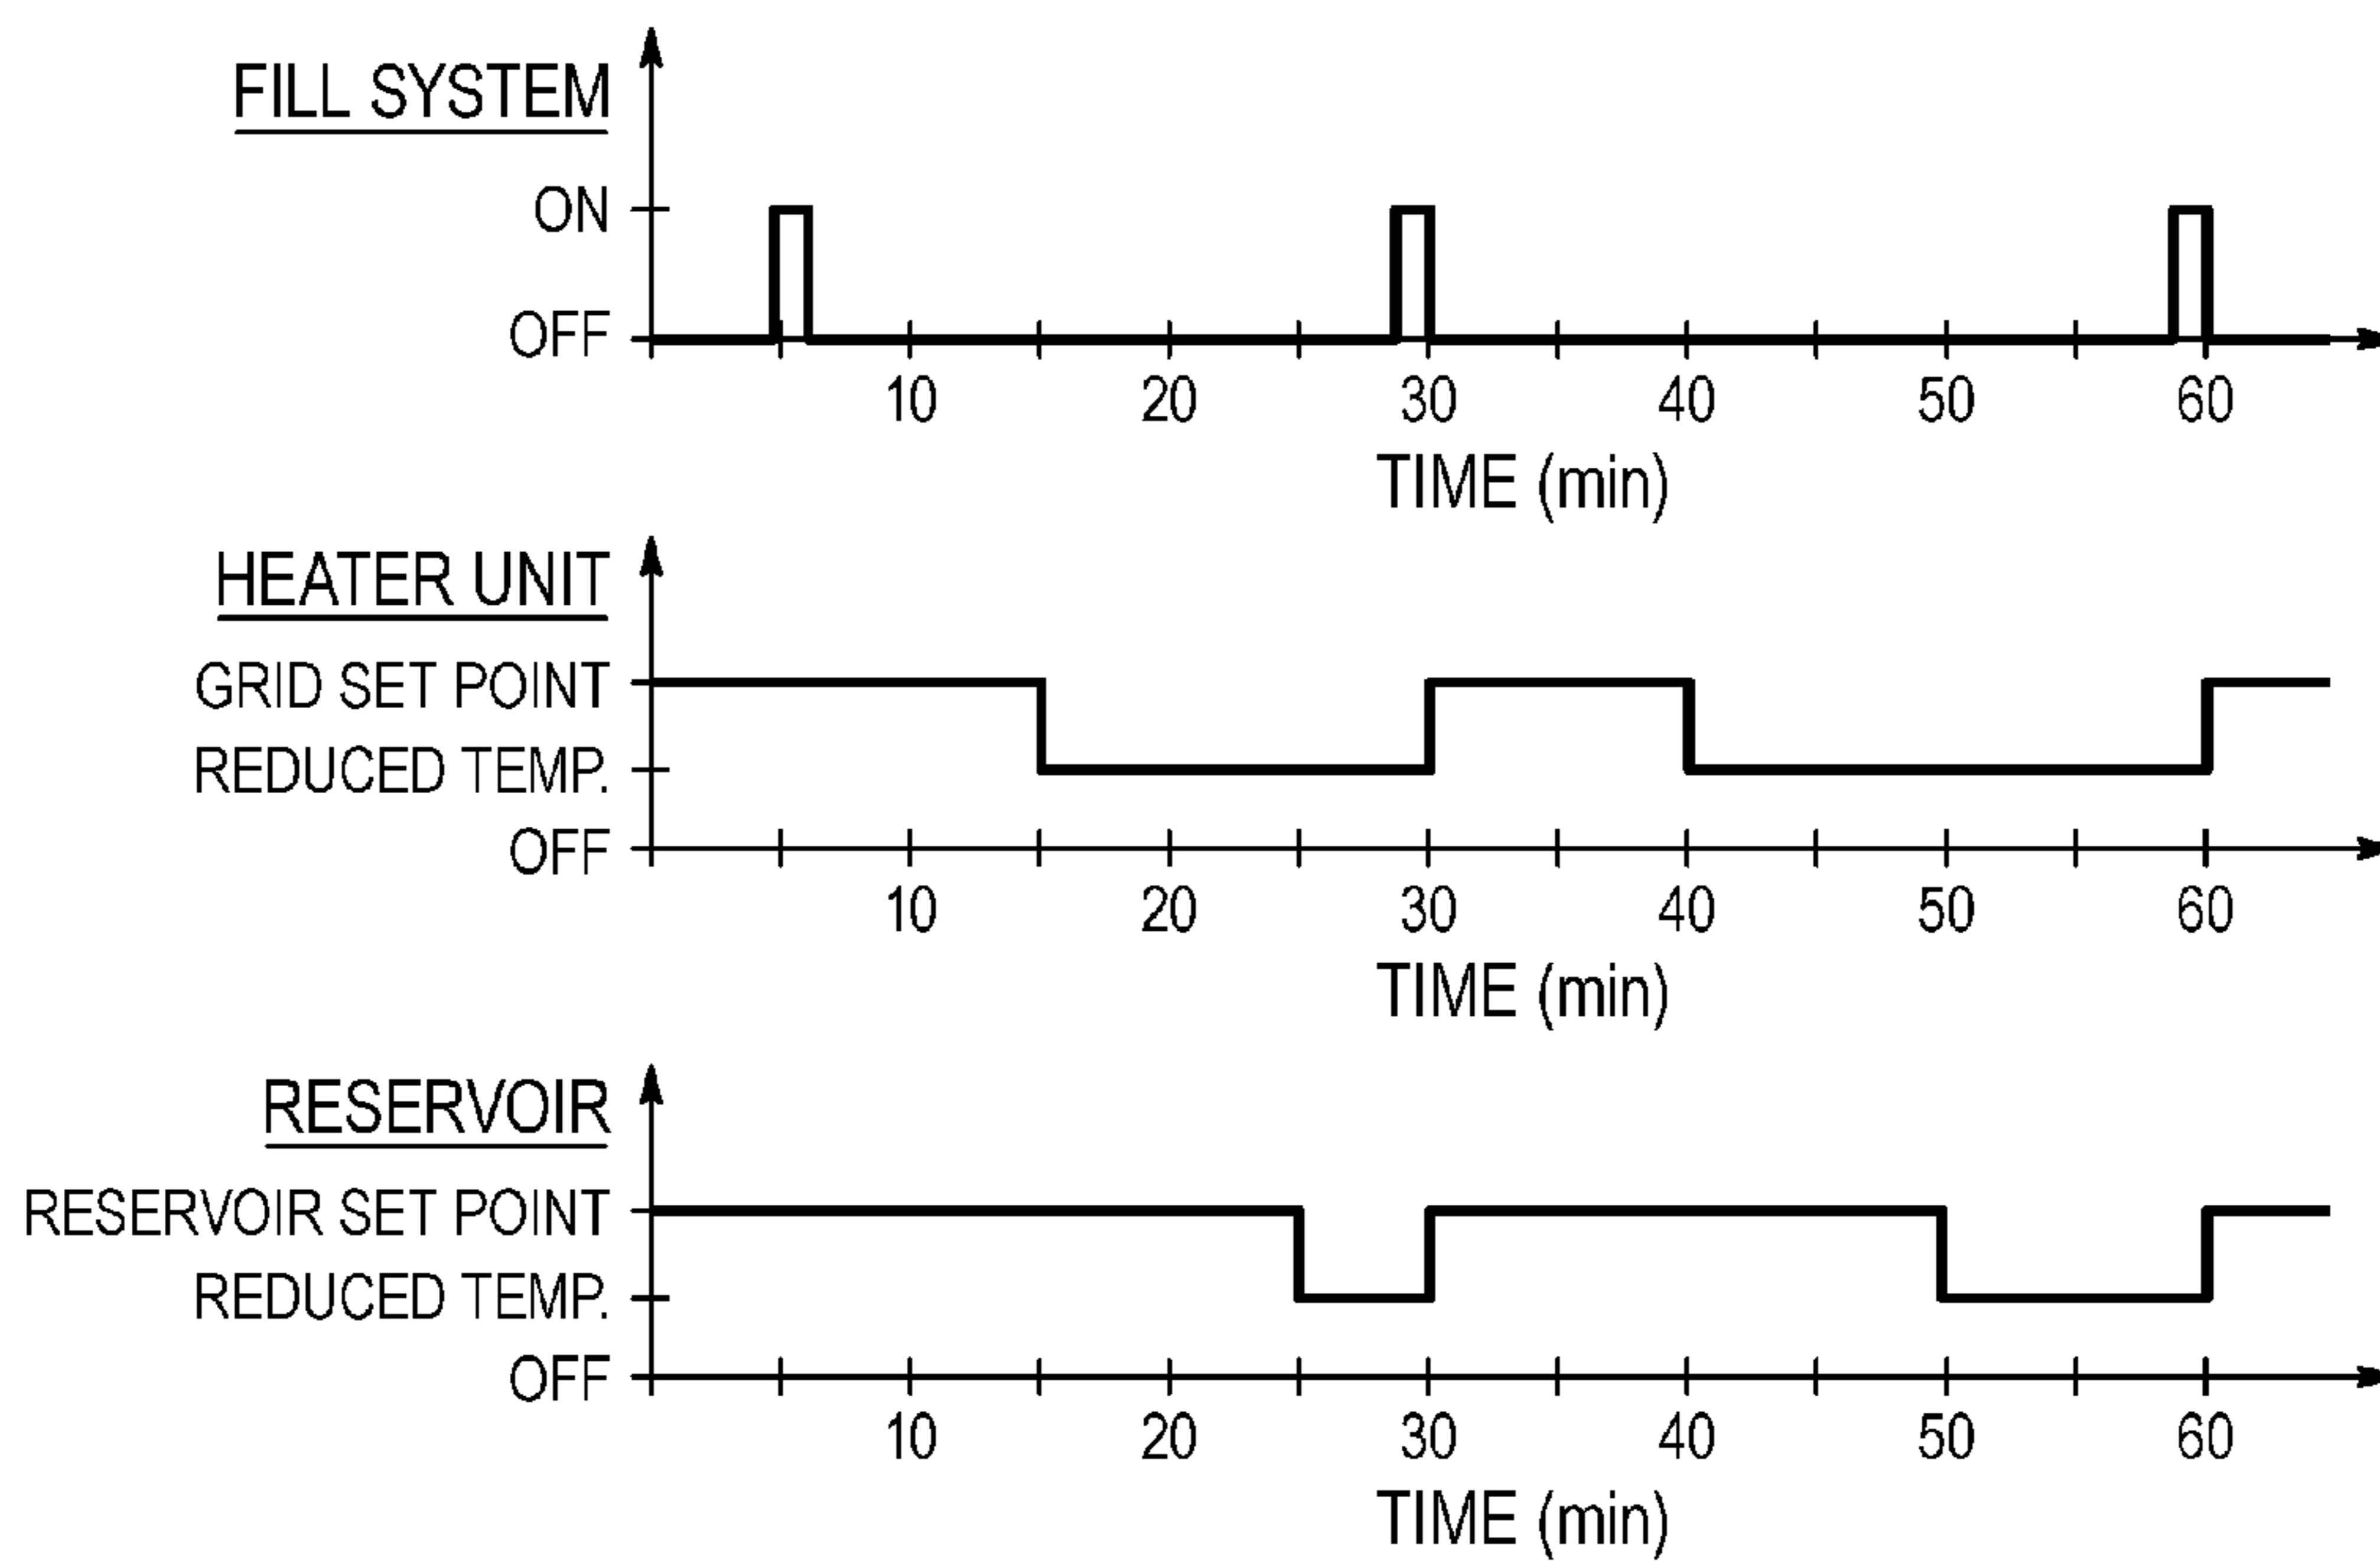 FILL SYSTEM
ON
OFF
10 20 30 40 50 60
TIME (min)
HEATER UNIT
GRID SET POINT
REDUCED TEMP.
OFF
10 20 30 40 50 60
TIME (min)
RESERVOIR
RESERVOIR SET POINT
REDUCED TEMP.
OFF
10 20 30 40 50 60
TIME (min)